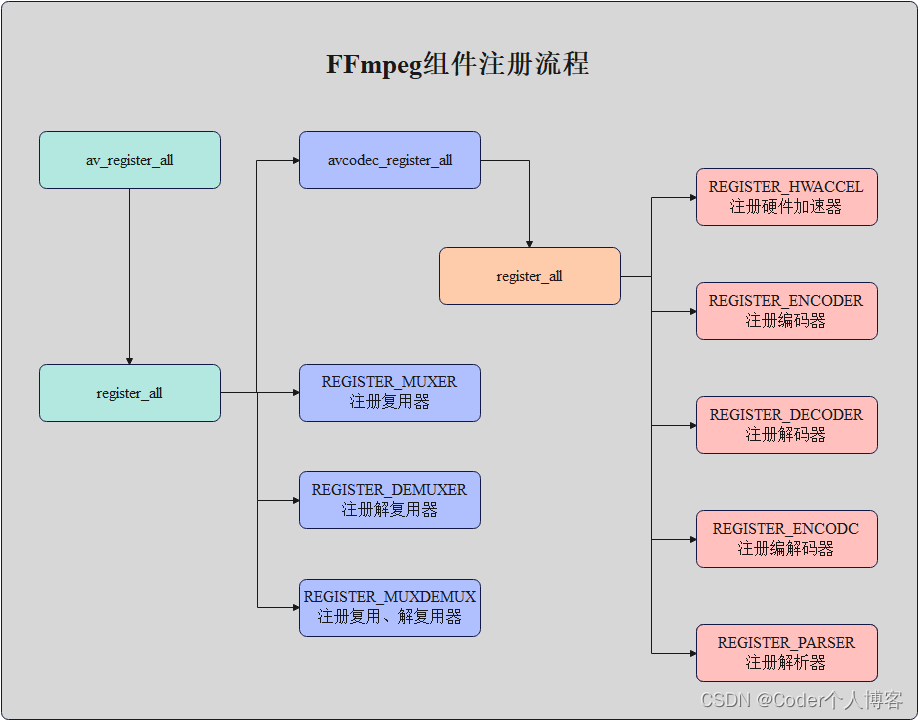 FFmpeg组件注册流程
av_register_all
register_all
avcodec_register_all
register_all
REGISTER_MUXER
注册复用器
REGISTER_DEMUXER
注册解复用器
REGISTER_MUXDEMUX
注册复用、解复用器
REGISTER_HWACCEL
注册硬件加速器
REGISTER_ENCODER
注册编码器
REGISTER_DECODER
注册解码器
REGISTER_ENCODC
注册编解码器
REGISTER_PARSER
注册解析器
CSDN @Coder个人博客